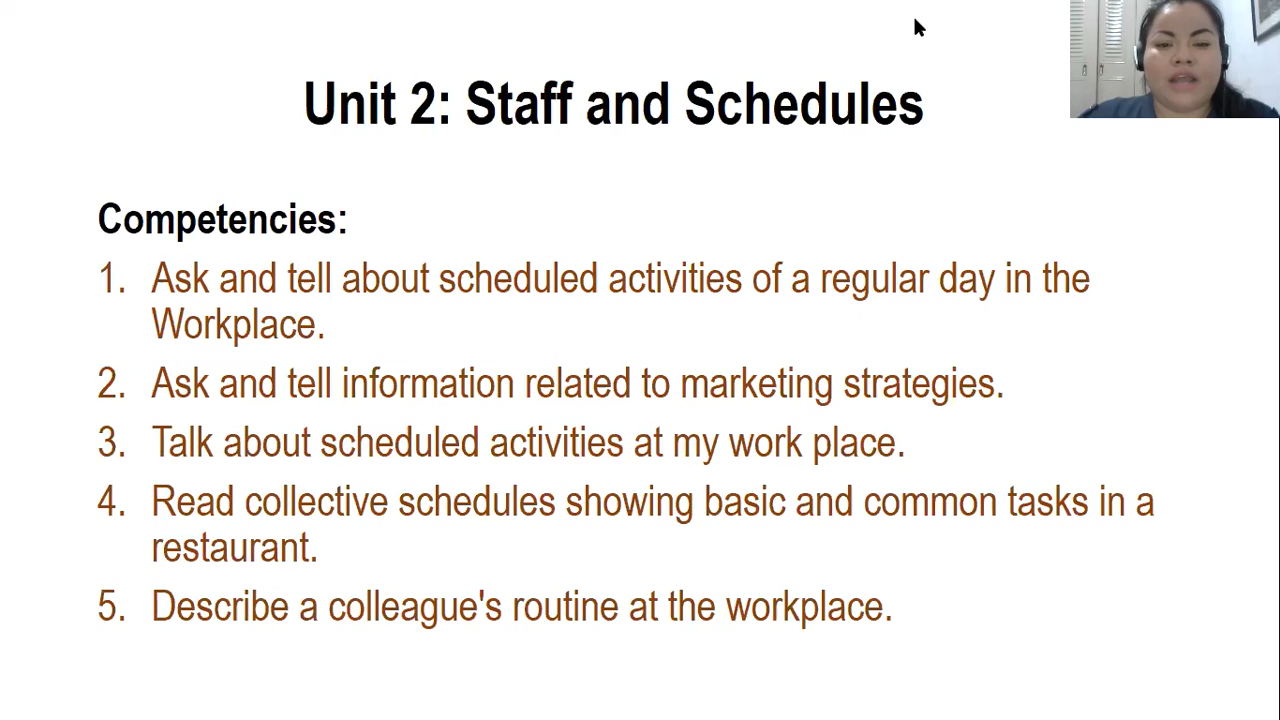 Unit 2: Staff and Schedules
Competencies:
1. Ask and tell about scheduled activities of a regular day in the
Workplace.
2. Ask and tell information related to marketing strategies.
3. Talk about scheduled activities at my work place.
4. Read collective schedules showing basic and common tasks in a
restaurant.
5. Describe a colleague's routine at the workplace.